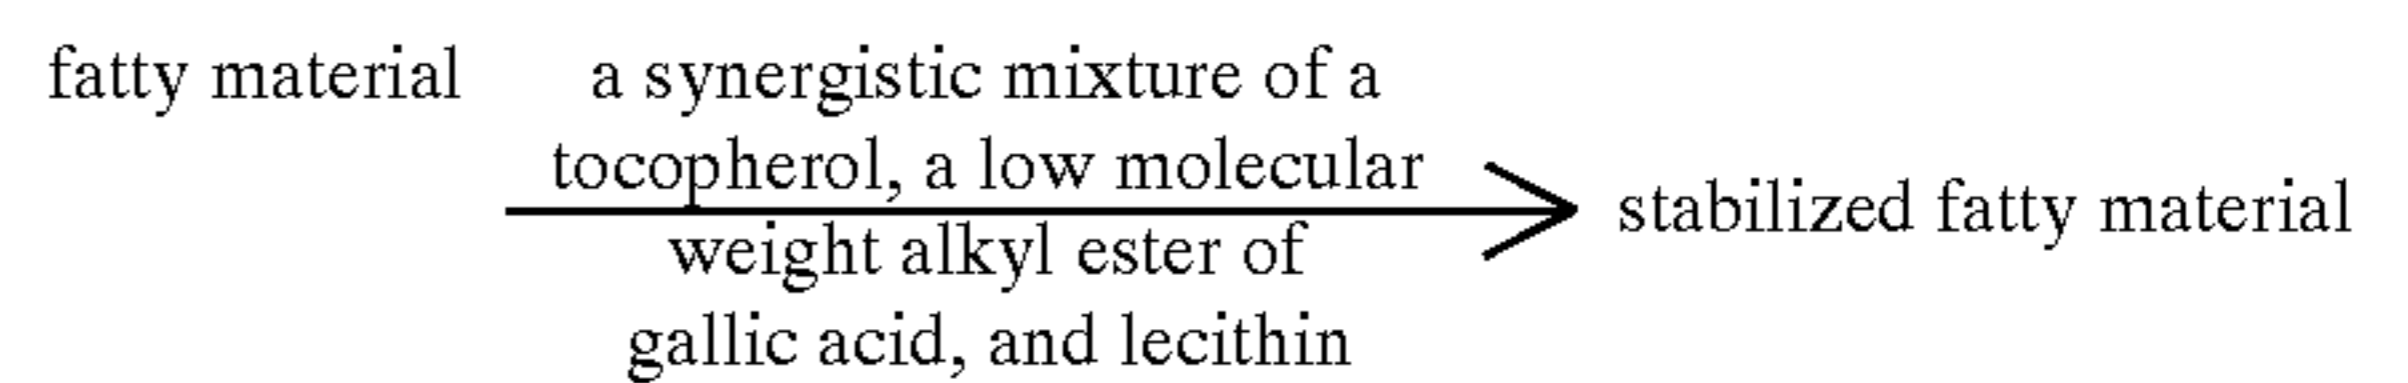 fatty material
a synergistic mixture of a
tocopherol, a low molecular
weight alkyl ester of
gallic acid, and lecithin
stabilized fatty material